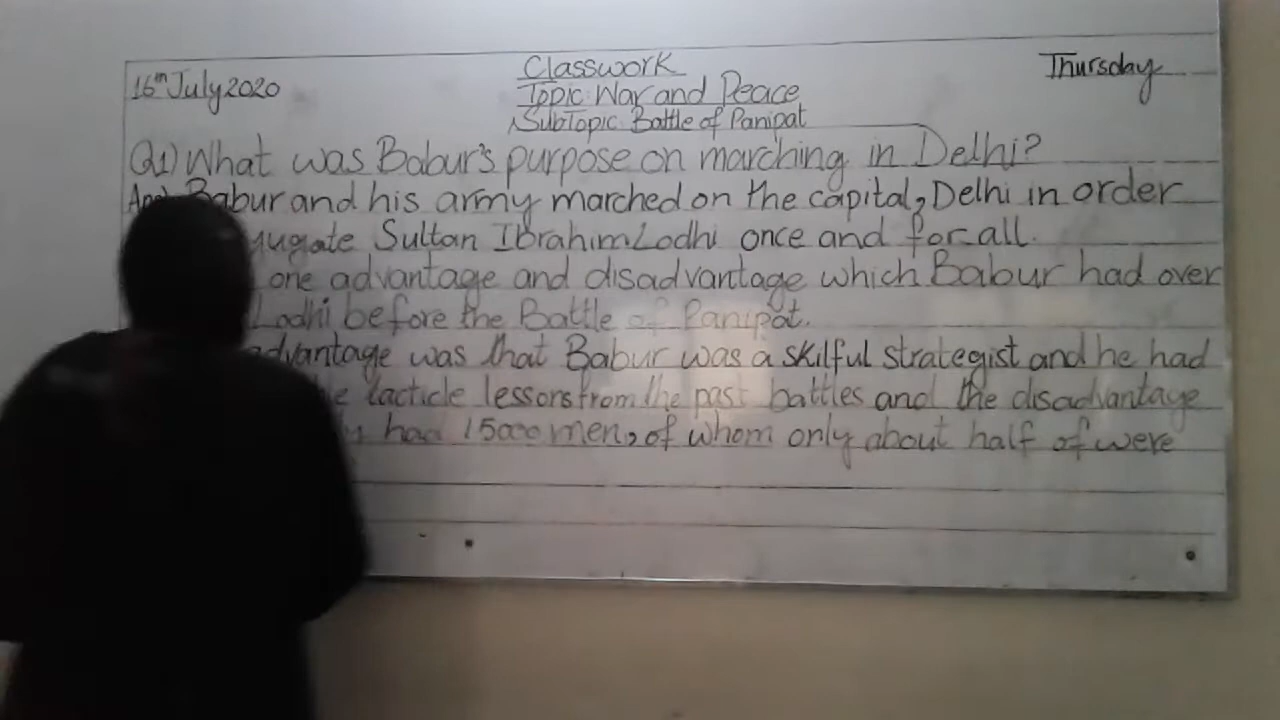 16th July 2020
Classwork
Thursday
Topic: War and Peace
SubTopic: Battle of Panipat
Q1) What was Babur's purpose on marching in Delhi?
Ans) Babur and his army marched on the capital, Delhi in order
Sultan Ibrahim Lodhi once and for all.
one advantage and disadvantage which Babur had over
Lodhi before the Battle of Panipat.
advantage was that Babur was a skilful strategist and he had
tacticle lessons from the past battles and the disadvantage
had 15000 men, of whom only about half of were